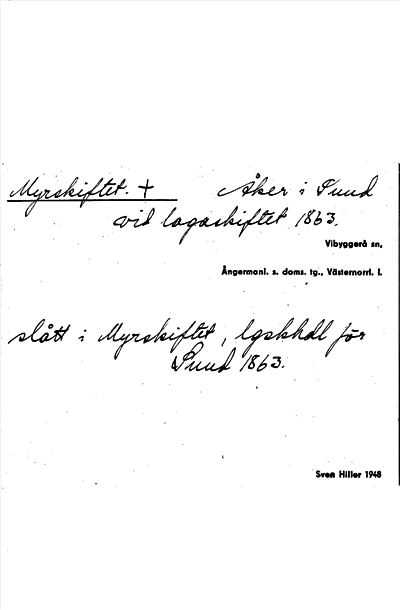 Myrskiftet. + Åker i Sund
vid lagaskiftet 1863.
Vibyggerå sn,
Ångermanl. s. doms. tg., Västernorrl. l.
slått i Myrskiftet, lgskhdl för
Sund 1863.
Sven Hiller 1948